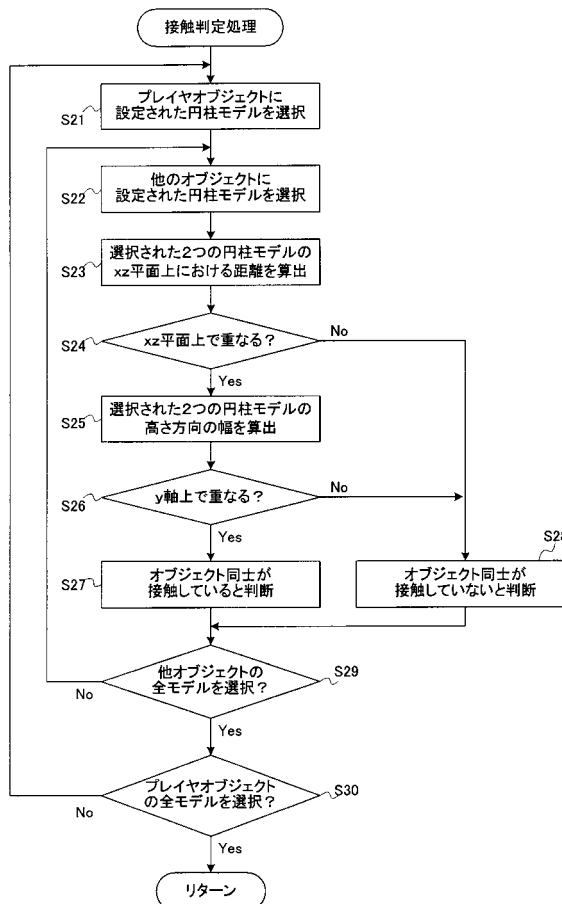 接触判定処理
プレイヤオブジェクトに
設定された円柱モデルを選択
S21
他のオブジェクトに
設定された円柱モデルを選択
S22
選択された2つの円柱モデルの
xz平面上における距離を算出
S23
xz平面上で重なる?
No
S24
Yes
選択された2つの円柱モデルの
高さ方向の幅を算出
S25
y軸上で重なる?
No
S26
Yes
S28
オブジェクト同士が
接触していると判断
S27
オブジェクト同士が
接触していないと判断
他オブジェクトの
全モデルを選択?
S29
No
Yes
プレイヤオブジェクト
の全モデルを選択?
S30
No
Yes
リターン